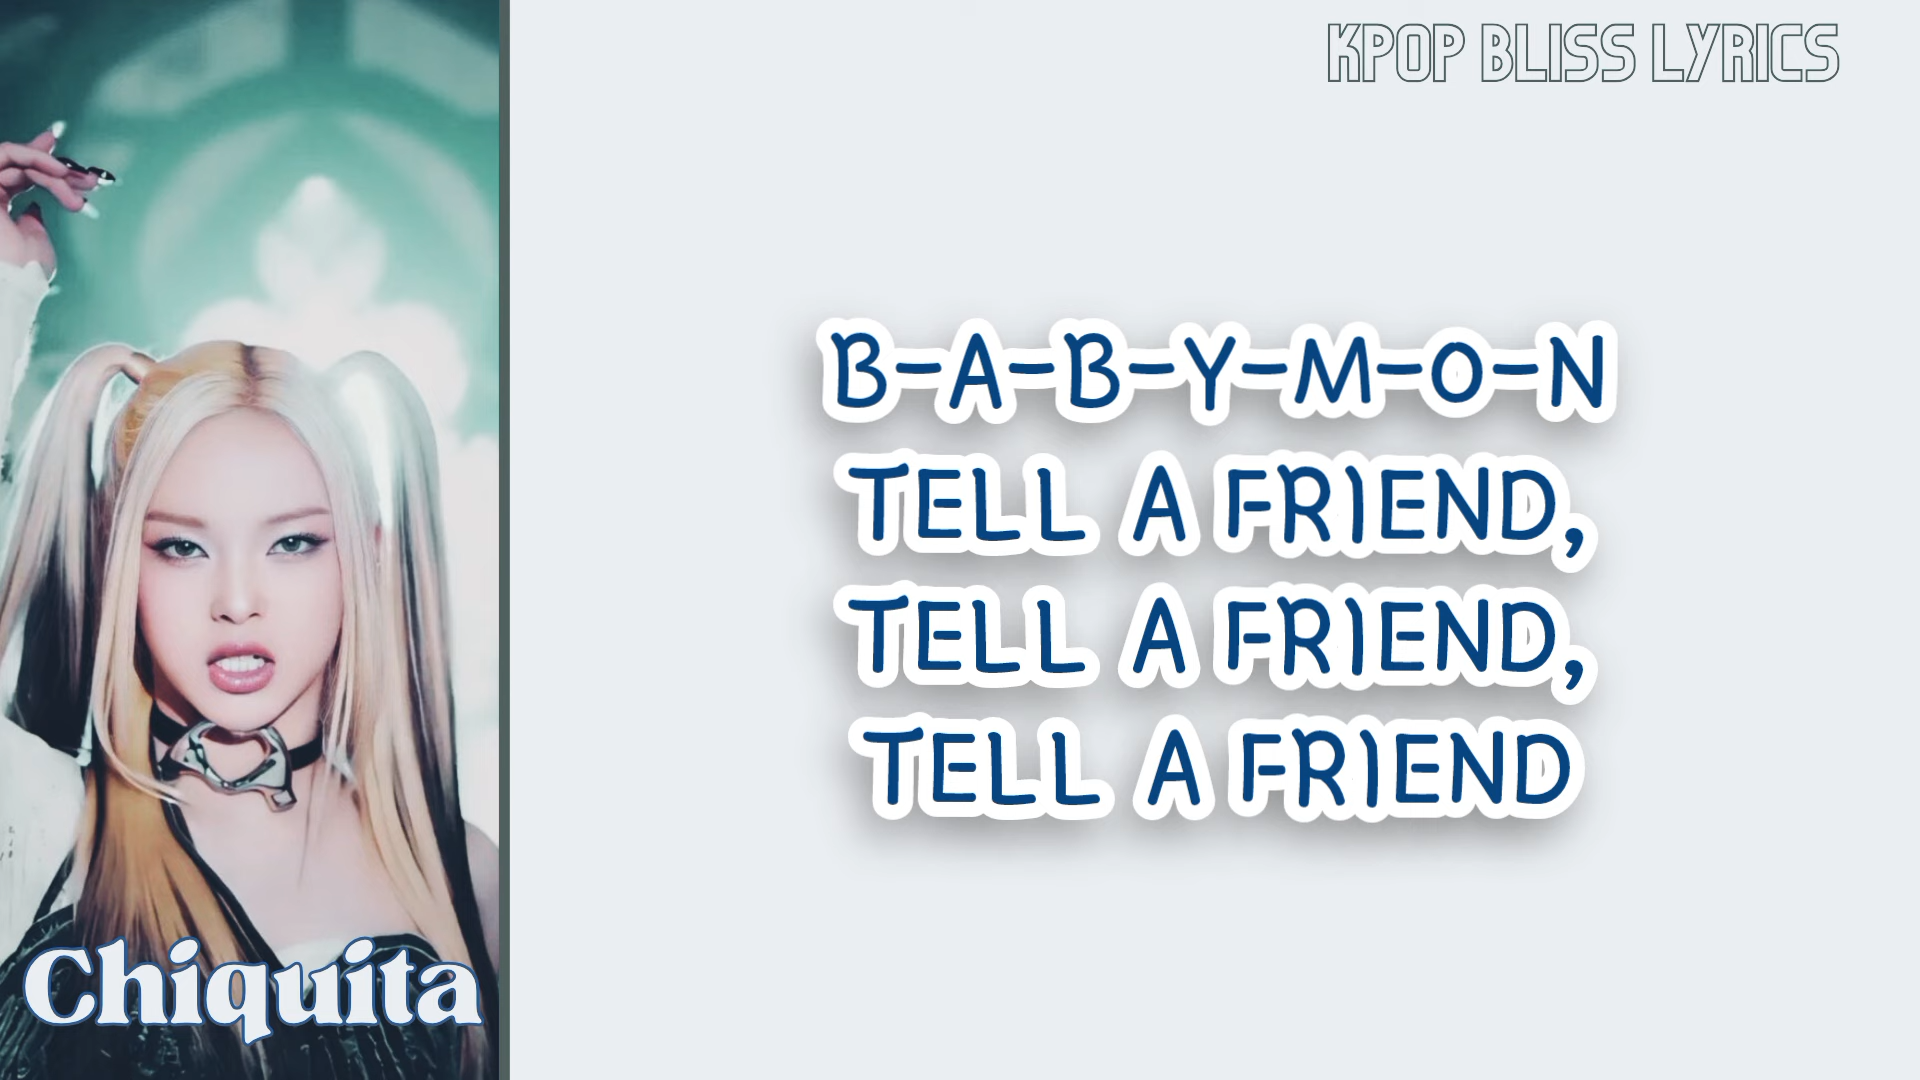 KPOP BLISS LYRICS
B-A-B-Y-M-O-N
TELL A FRIEND,
TELL A FRIEND,
TELL A FRIEND
Chiquita